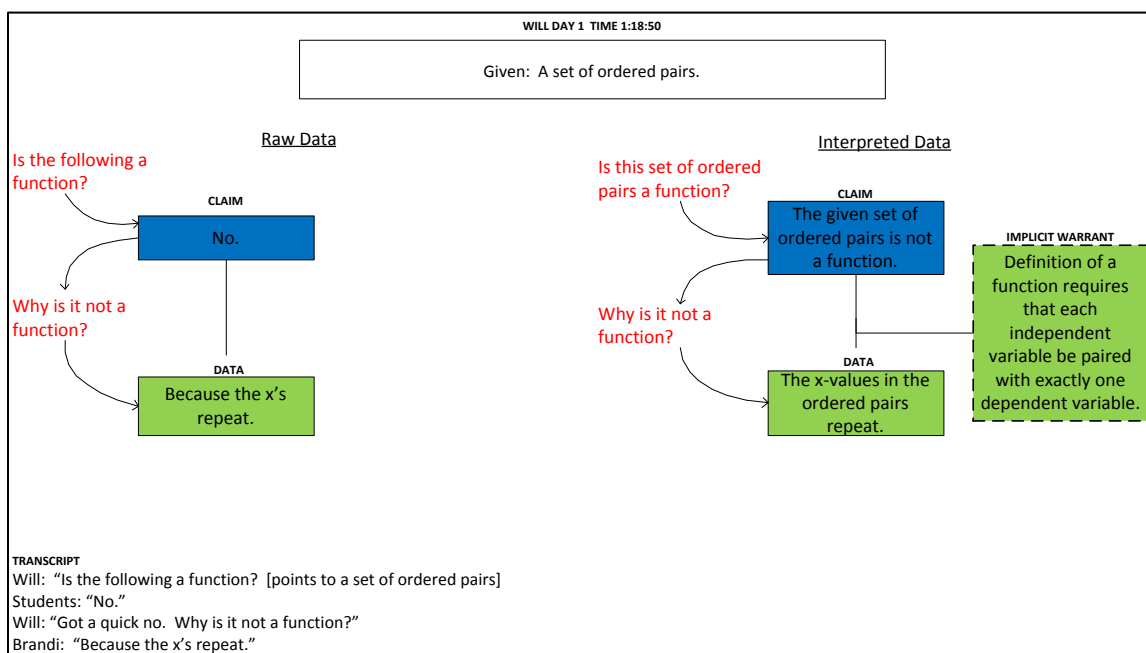 WILL DAY 1 TIME 1:18:50
Given: A set of ordered pairs.
Raw Data
Is the following a
function?
CLAIM
No.
Why is it not a
function?
DATA
Because the x's
repeat.
Interpreted Data
Is this set of ordered
pairs a function?
CLAIM
The given set of
ordered pairs is not
a function.
IMPLICIT WARRANT
Definition of a
function requires
that each
independent
variable be paired
with exactly one
dependent variable.
Why is it not a
function?
DATA
The x-values in the
ordered pairs
repeat.
TRANSCRIPT
Will: “Is the following a function? [points to a set of ordered pairs]
Students: “No.”
Will: “Got a quick no. Why is it not a function?”
Brandi: “Because the x’s repeat.”